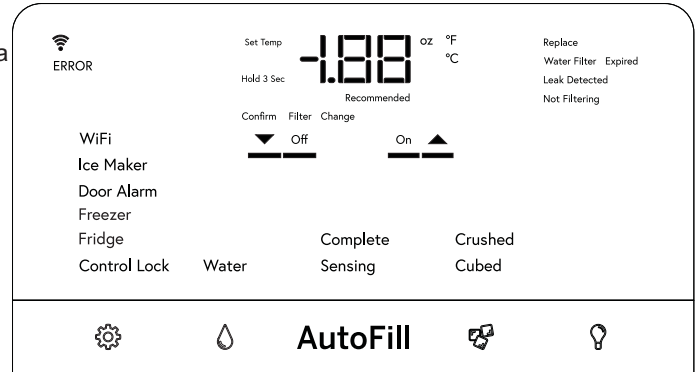 a
Set Temp -1.88 oz °F Replace
ERROR °C Water Filter Expired
Hold 3 Sec Leak Detected
Recommended Not Filtering
Confirm Filter Change
WiFi Off On
Ice Maker
Door Alarm
Freezer
Fridge Complete Crushed
Control Lock Water Sensing Cubed
AutoFill